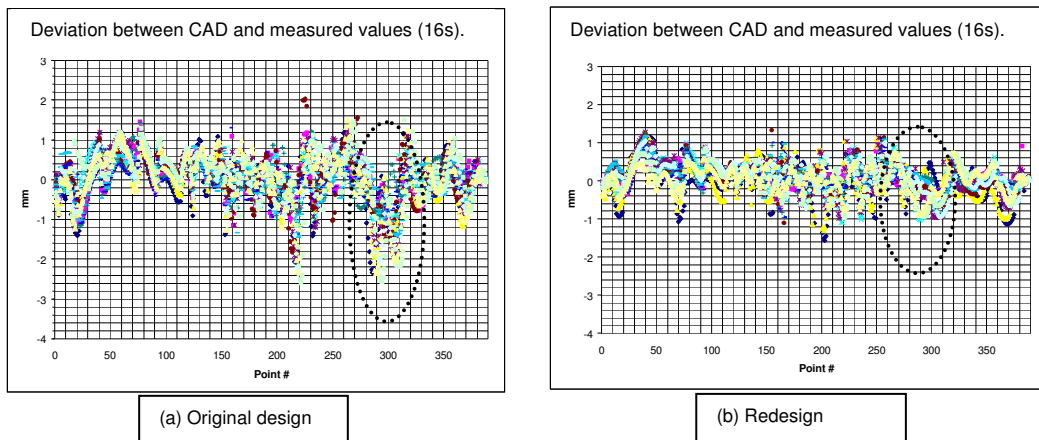 Deviation between CAD and measured values (16s).
3
2
1
0
-1
-2
-3
-4
mm
0 50 100 150 200 250 300 350
Point #
(a) Original design
Deviation between CAD and measured values (16s).
3
2
1
0
-1
-2
-3
-4
mm
0 50 100 150 200 250 300 350
Point #
(b) Redesign